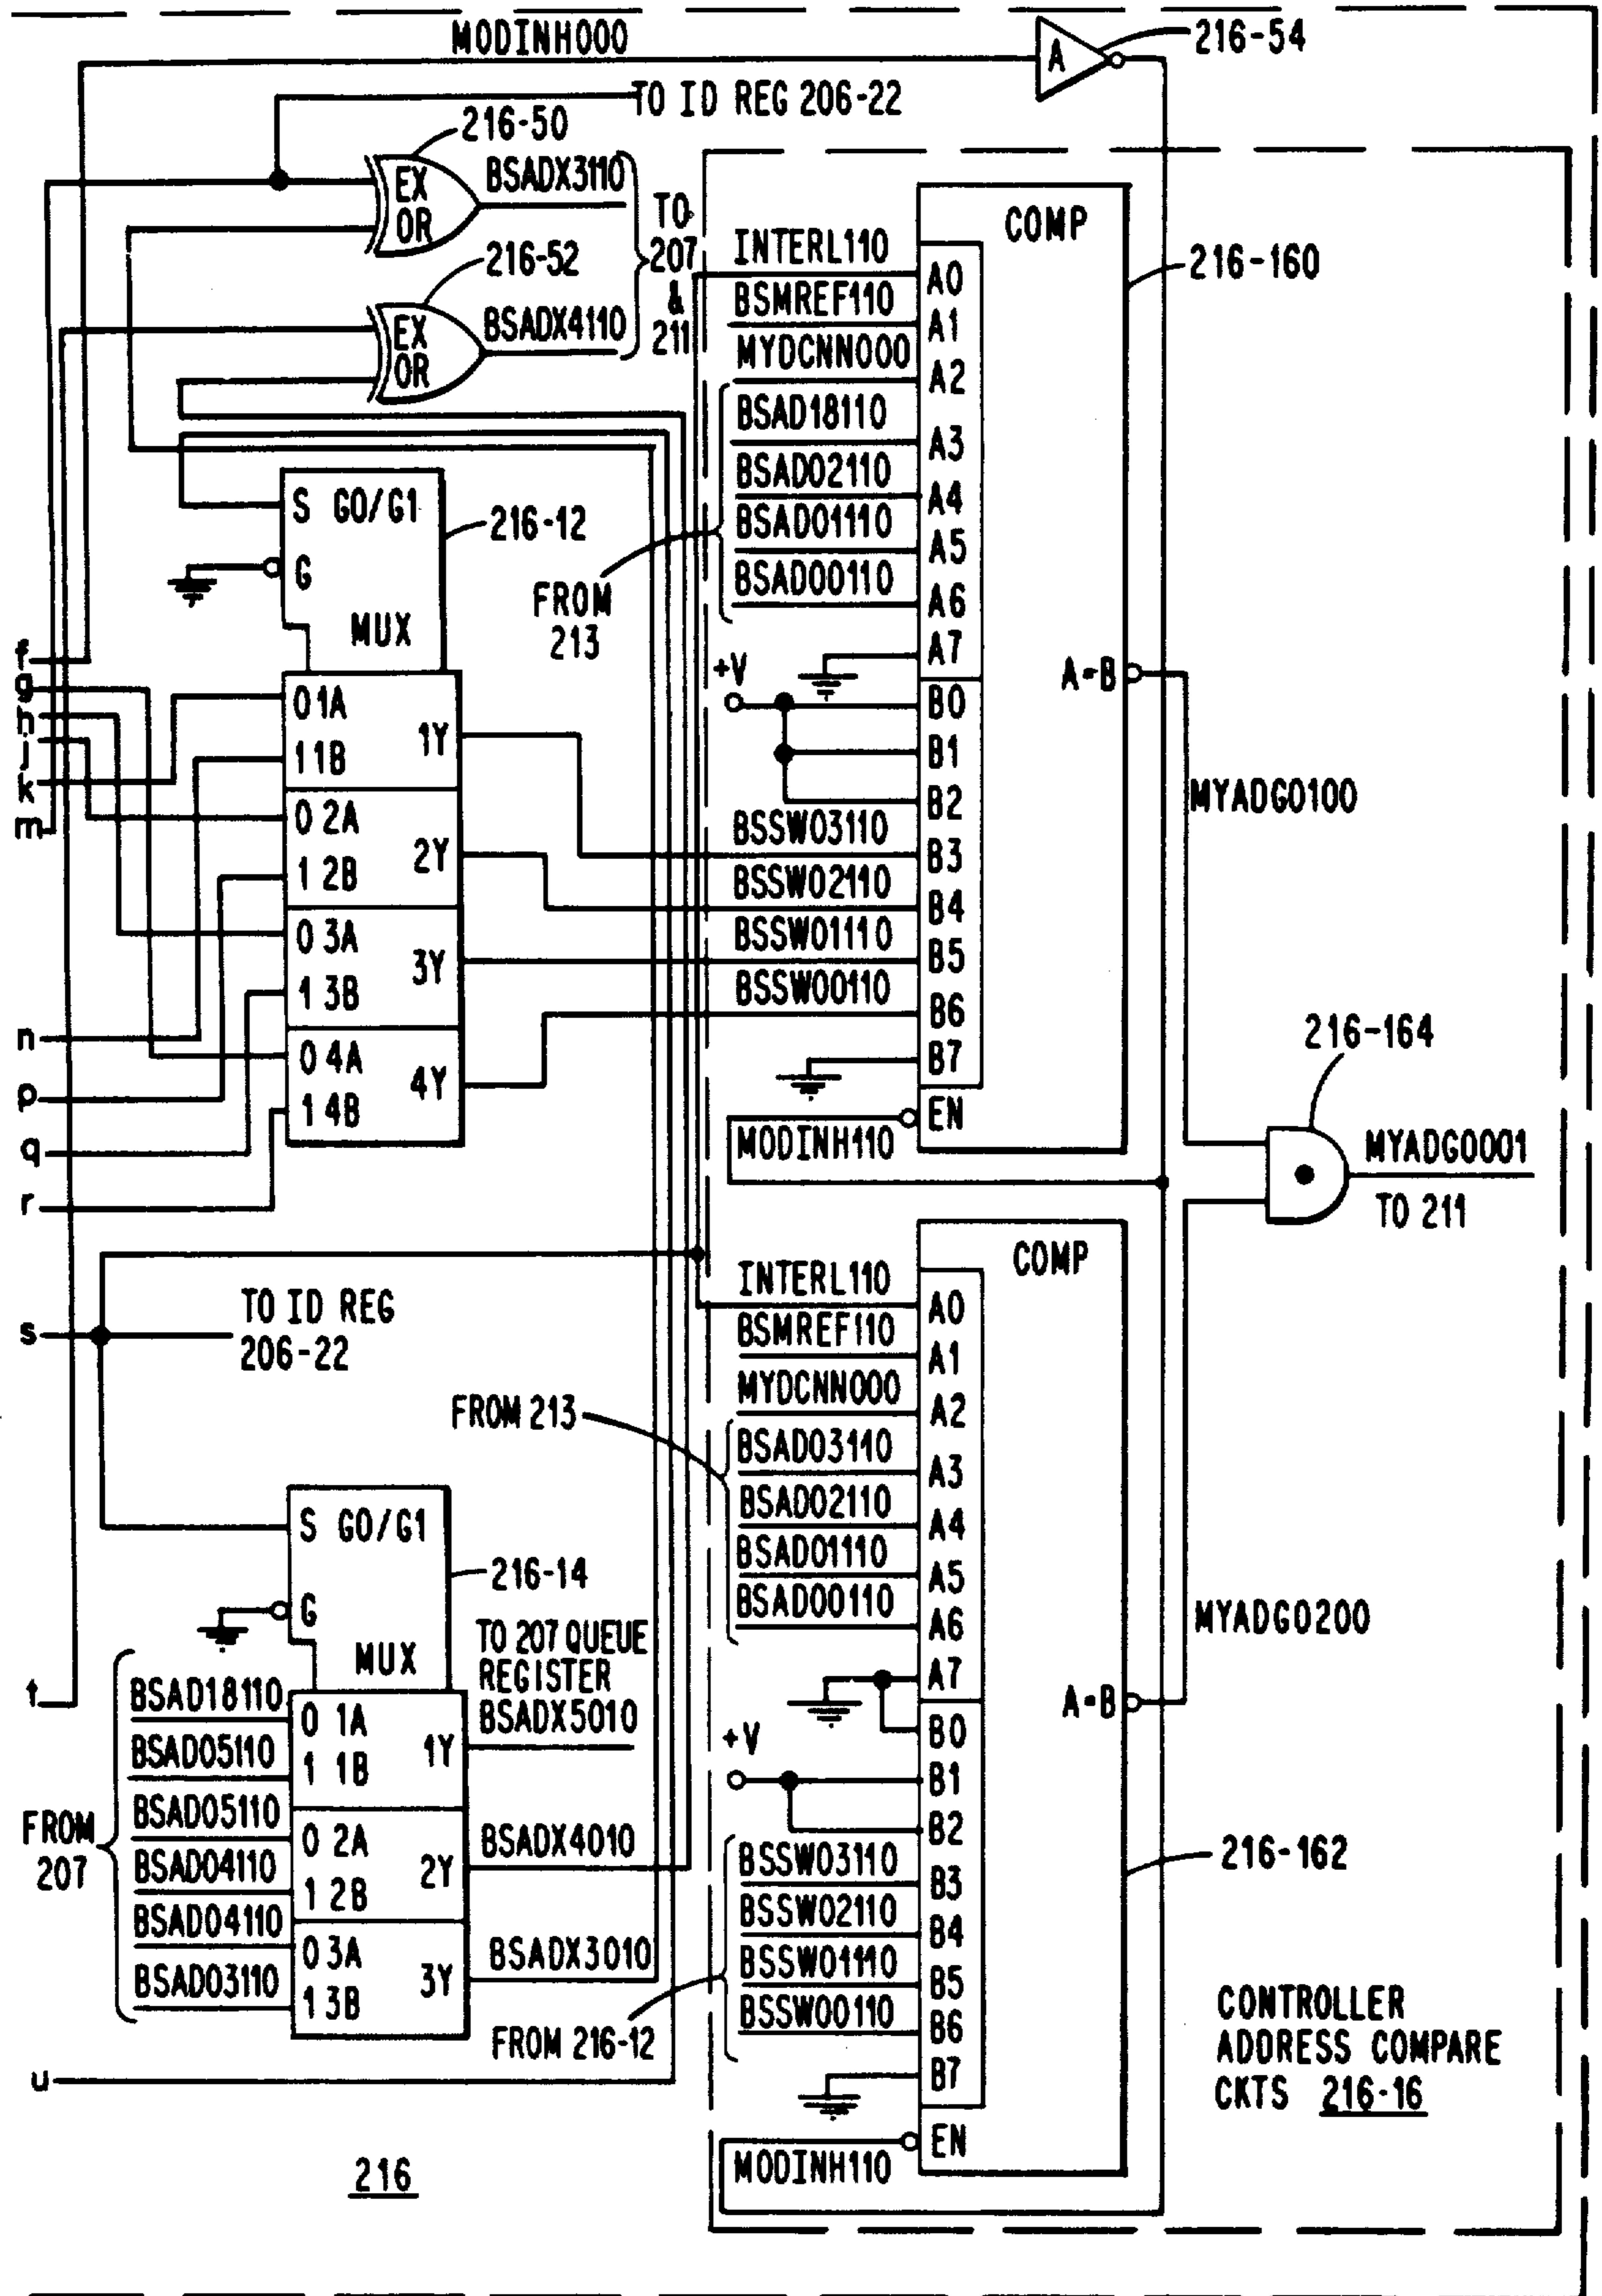 MODINH000
A
216-54
TO ID REG 206-22
216-50
EX
OR
BSADX3110
216-52
EX
OR
BSADX4110
TO
207
&
211
S G0/G1
G
MUX
216-12
0 1A
1 1B
1Y
0 2A
1 2B
2Y
0 3A
1 3B
3Y
0 4A
1 4B
4Y
f
g
h
j
k
m
n
p
q
r
s
t
u
TO ID REG
206-22
COMP
216-160
INTERL110
A0
BSMREF110
A1
MYDCNN000
A2
BSAD18110
A3
BSAD02110
A4
BSAD01110
A5
BSAD00110
A6
A7
FROM
213
+V
B0
B1
B2
BSSW03110
B3
BSSW02110
B4
BSSW01110
B5
BSSW00110
B6
B7
EN
MODINH110
A=B
MYADG0100
216-164
MYADG0001
TO 211
COMP
INTERL110
A0
BSMREF110
A1
MYDCNN000
A2
FROM 213
BSAD03110
A3
BSAD02110
A4
BSAD01110
A5
BSAD00110
A6
A7
B0
+V
B1
B2
BSSW03110
B3
BSSW02110
B4
BSSW01110
B5
BSSW00110
B6
B7
FROM 216-12
EN
MODINH110
A=B
MYADG0200
216-162
S G0/G1
G
MUX
216-14
TO 207 QUEUE
REGISTER
BSADX5010
BSAD18110
0 1A
BSAD05110
1 1B
1Y
BSAD05110
0 2A
BSAD04110
1 2B
2Y
BSADX4010
BSAD04110
0 3A
BSAD03110
1 3B
3Y
BSADX3010
FROM
207
CONTROLLER
ADDRESS COMPARE
CKTS 216-16
216